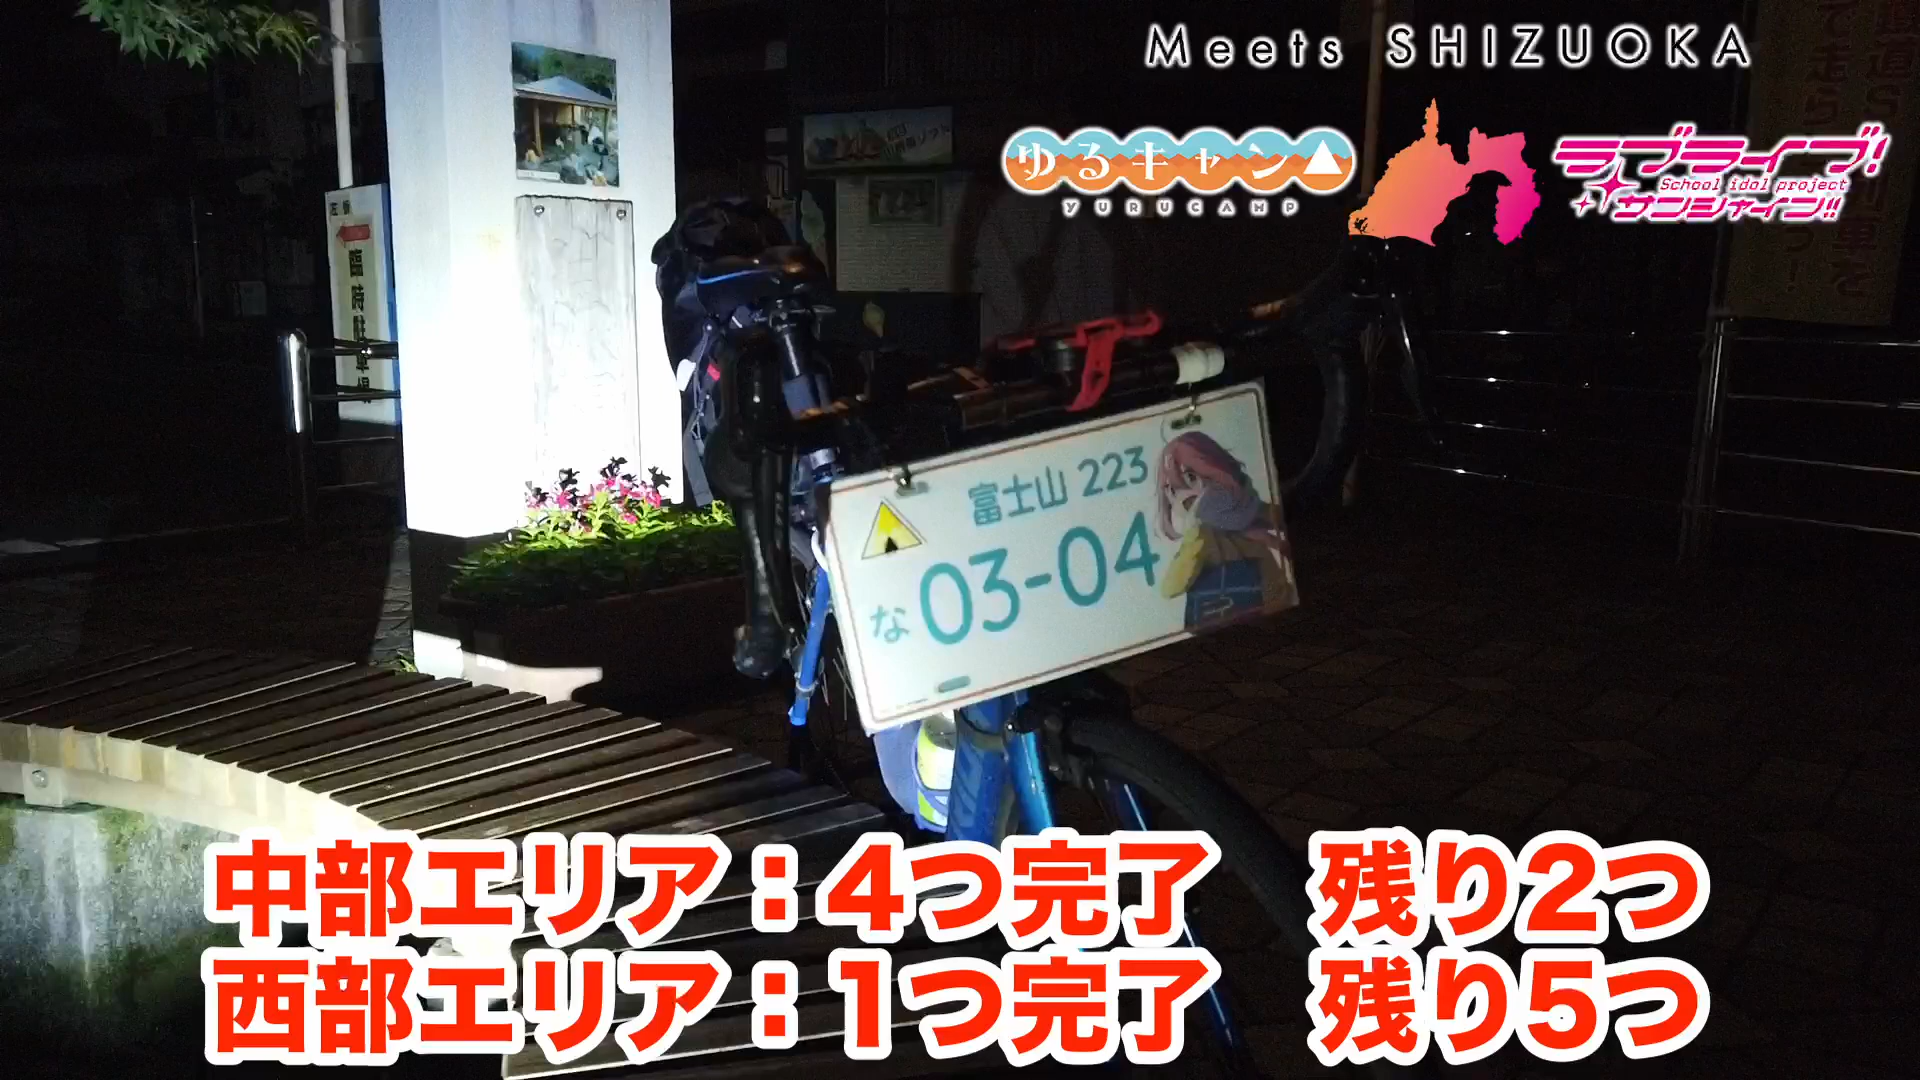 Meets SHIZUOKA
ゆるキャン△
YURUCAMP
ラブライブ!
School idol project
サンシャイン!!
臨時駐車場
富士山 223
な 03-04
中部エリア：4つ完了 残り2つ
西部エリア：1つ完了 残り5つ